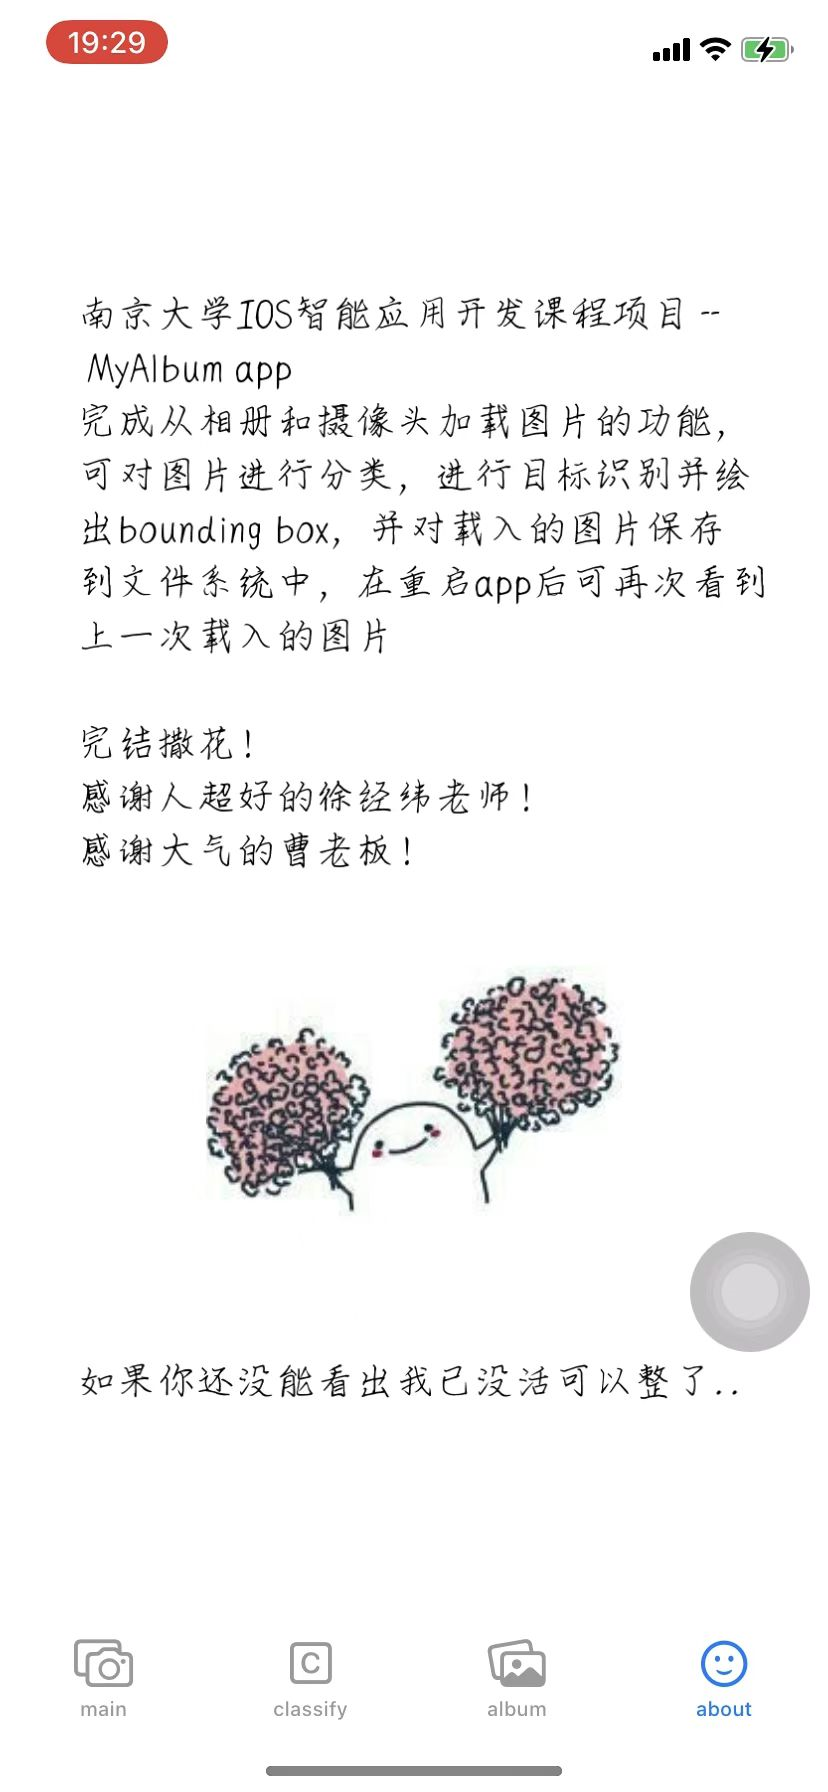 19:29
南京大学IOS智能应用开发课程项目--
MyAlbum app
完成从相册和摄像头加载图片的功能，
可对图片进行分类，进行目标识别并绘
出bounding box，并对载入的图片保存
到文件系统中，在重启app后可再次看到
上一次载入的图片
完结撒花！
感谢人超好的徐经纬老师！
感谢大气的曹老板！
如果你还没能看出我已没活可以整了..
C
main
classify
album
about